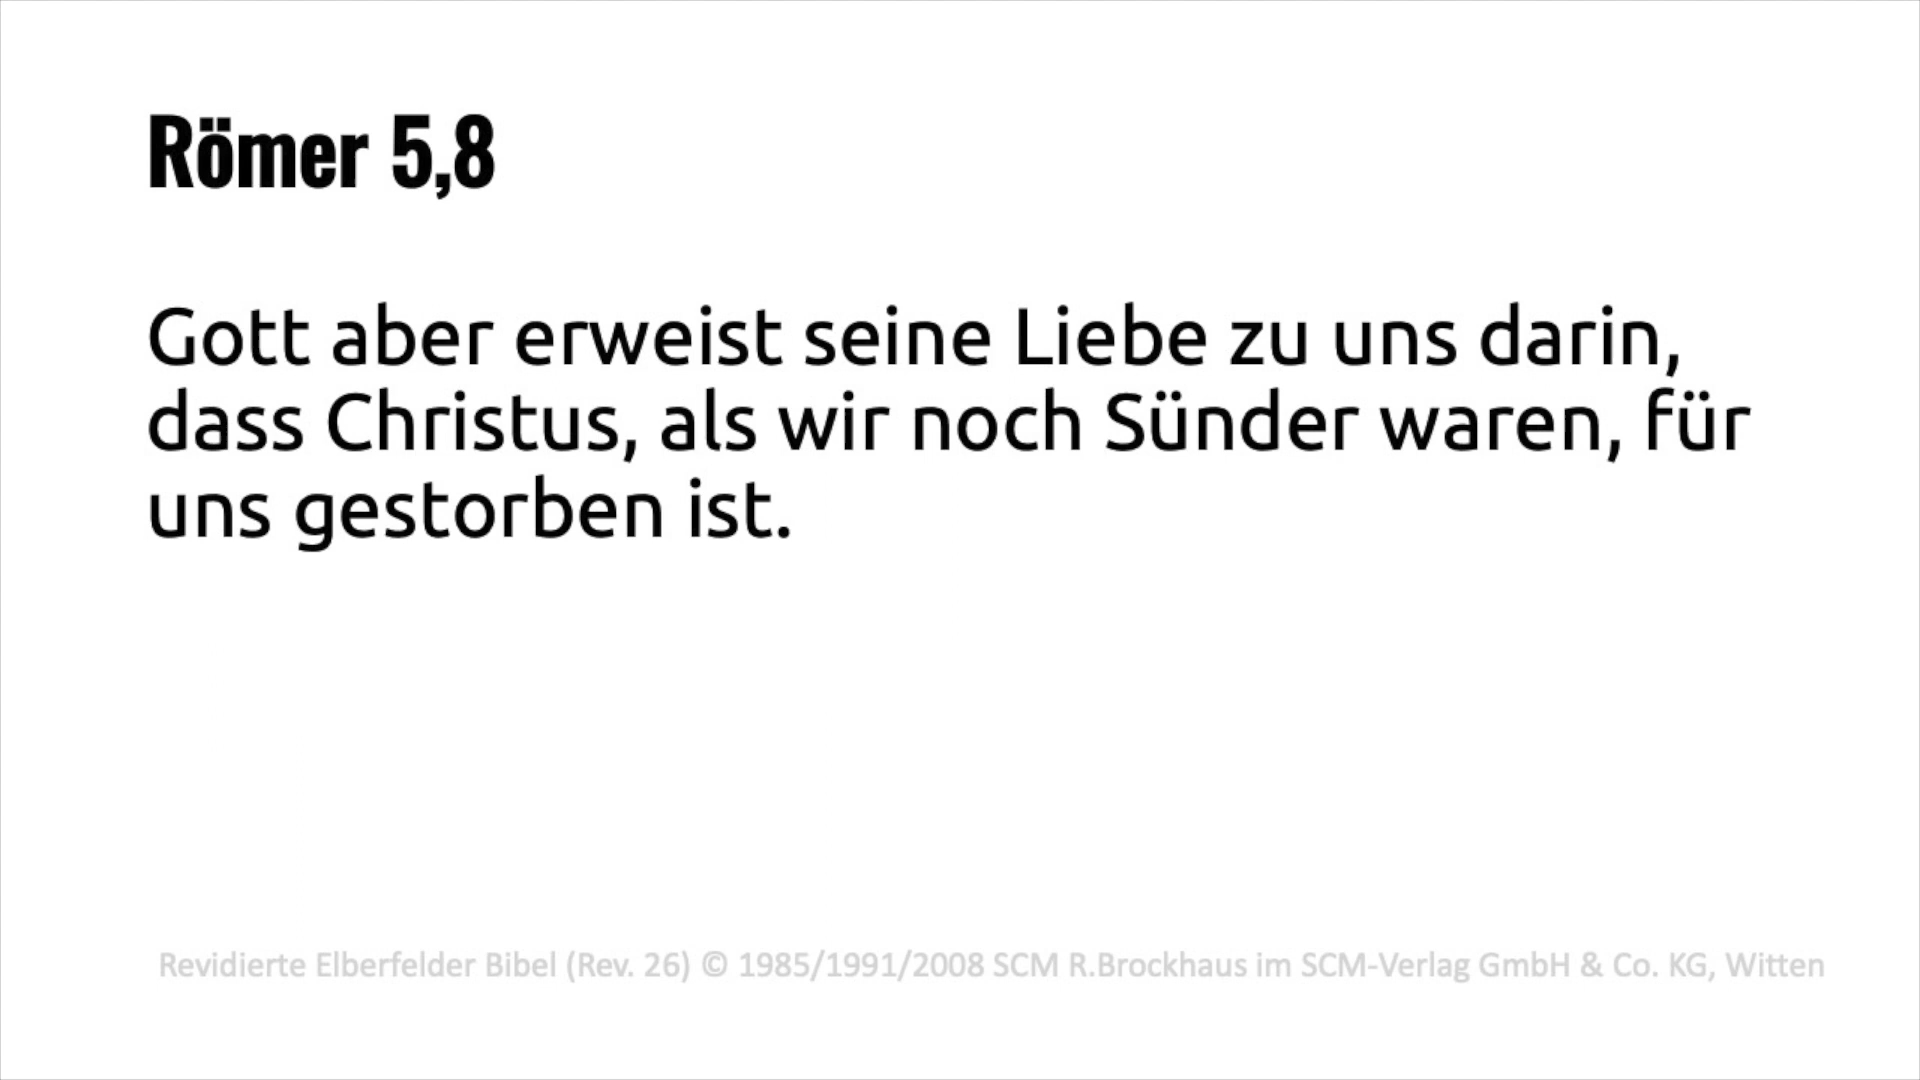 Römer 5,8
Gott aber erweist seine Liebe zu uns darin,
dass Christus, als wir noch Sünder waren, für
uns gestorben ist.
Revidierte Elberfelder Bibel (Rev. 26) © 1985/1991/2008 SCM R.Brockhaus im SCM-Verlag GmbH & Co. KG, Witten